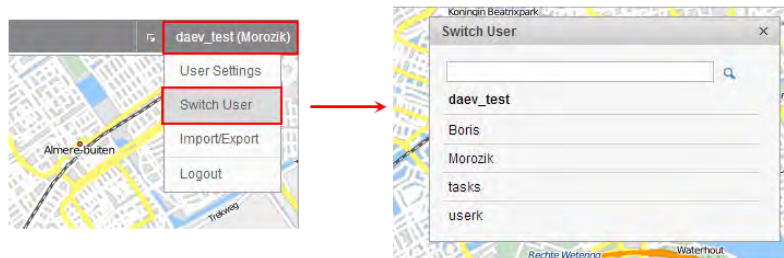 daev_test (Morozik)
User Settings
Switch User
Import/Export
Logout
Almere-buiten
Trekweg
Koningin Beatrixpark
Switch User
daev_test
Boris
Morozik
tasks
userk
Rechte Wetering
Waterhout